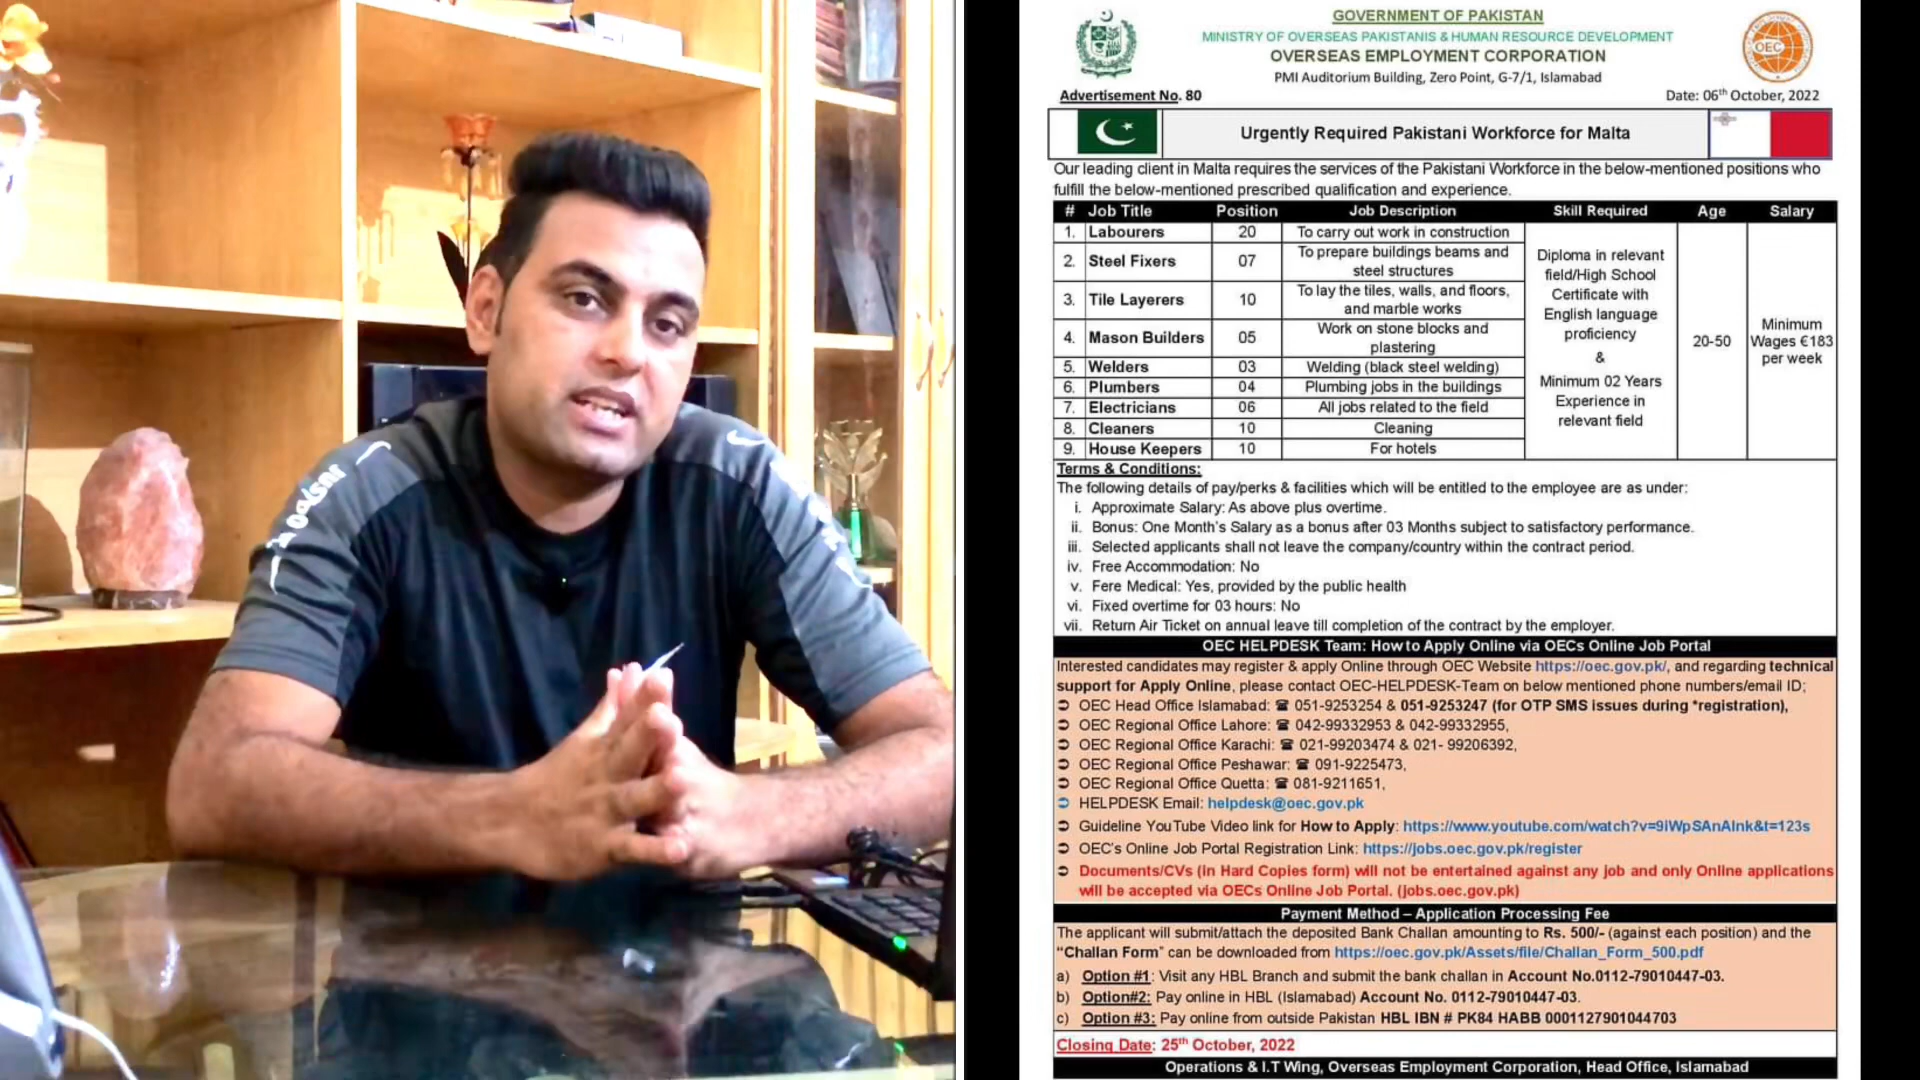 GOVERNMENT OF PAKISTAN
MINISTRY OF OVERSEAS PAKISTANIS & HUMAN RESOURCE DEVELOPMENT
OVERSEAS EMPLOYMENT CORPORATION
PMI Auditorium Building, Zero Point, G-7/1, Islamabad
OEC
Advertisement No. 80
Date: 06th October, 2022
Urgently Required Pakistani Workforce for Malta
Our leading client in Malta requires the services of the Pakistani Workforce in the below-mentioned positions who
fulfill the below-mentioned prescribed qualification and experience.
# Job Title Position Job Description Skill Required Age Salary
1. Labourers 20 To carry out work in construction
2. Steel Fixers 07 To prepare buildings beams and
steel structures
3. Tile Layerers 10 To lay the tiles, walls, and floors,
and marble works
4. Mason Builders 05 Work on stone blocks and
plastering
5. Welders 03 Welding (black steel welding)
6. Plumbers 04 Plumbing jobs in the buildings
7. Electricians 06 All jobs related to the field
8. Cleaners 10 Cleaning
9. House Keepers 10 For hotels
Diploma in relevant
field/High School
Certificate with
English language
proficiency
&
Minimum 02 Years
Experience in
relevant field
20-50
Minimum
Wages €183
per week
Terms & Conditions:
The following details of pay/perks & facilities which will be entitled to the employee are as under:
i. Approximate Salary: As above plus overtime.
ii. Bonus: One Month's Salary as a bonus after 03 Months subject to satisfactory performance.
iii. Selected applicants shall not leave the company/country within the contract period.
iv. Free Accommodation: No
v. Fere Medical: Yes, provided by the public health
vi. Fixed overtime for 03 hours: No
vii. Return Air Ticket on annual leave till completion of the contract by the employer.
OEC HELPDESK Team: How to Apply Online via OECs Online Job Portal
Interested candidates may register & apply Online through OEC Website https://oec.gov.pk/, and regarding technical
support for Apply Online, please contact OEC-HELPDESK-Team on below mentioned phone numbers/email ID;
OEC Head Office Islamabad: ☎ 051-9253254 & 051-9253247 (for OTP SMS issues during *registration),
OEC Regional Office Lahore: ☎ 042-99332953 & 042-99332955,
OEC Regional Office Karachi: ☎ 021-99203474 & 021- 99206392,
OEC Regional Office Peshawar: ☎ 091-9225473,
OEC Regional Office Quetta: ☎ 081-9211651,
HELPDESK Email: helpdesk@oec.gov.pk
Guideline YouTube Video link for How to Apply: https://www.youtube.com/watch?v=9iWpSAnAlnk&t=123s
OEC's Online Job Portal Registration Link: https://jobs.oec.gov.pk/register
Documents/CVs (in Hard Copies form) will not be entertained against any job and only Online applications
will be accepted via OECs Online Job Portal. (jobs.oec.gov.pk)
Payment Method – Application Processing Fee
The applicant will submit/attach the deposited Bank Challan amounting to Rs. 500/- (against each position) and the
“Challan Form” can be downloaded from https://oec.gov.pk/Assets/file/Challan_Form_500.pdf
a) Option #1: Visit any HBL Branch and submit the bank challan in Account No.0112-79010447-03.
b) Option#2: Pay online in HBL (Islamabad) Account No. 0112-79010447-03.
c) Option #3: Pay online from outside Pakistan HBL IBN # PK84 HABB 0001127901044703
Closing Date: 25th October, 2022
Operations & I.T Wing, Overseas Employment Corporation, Head Office, Islamabad